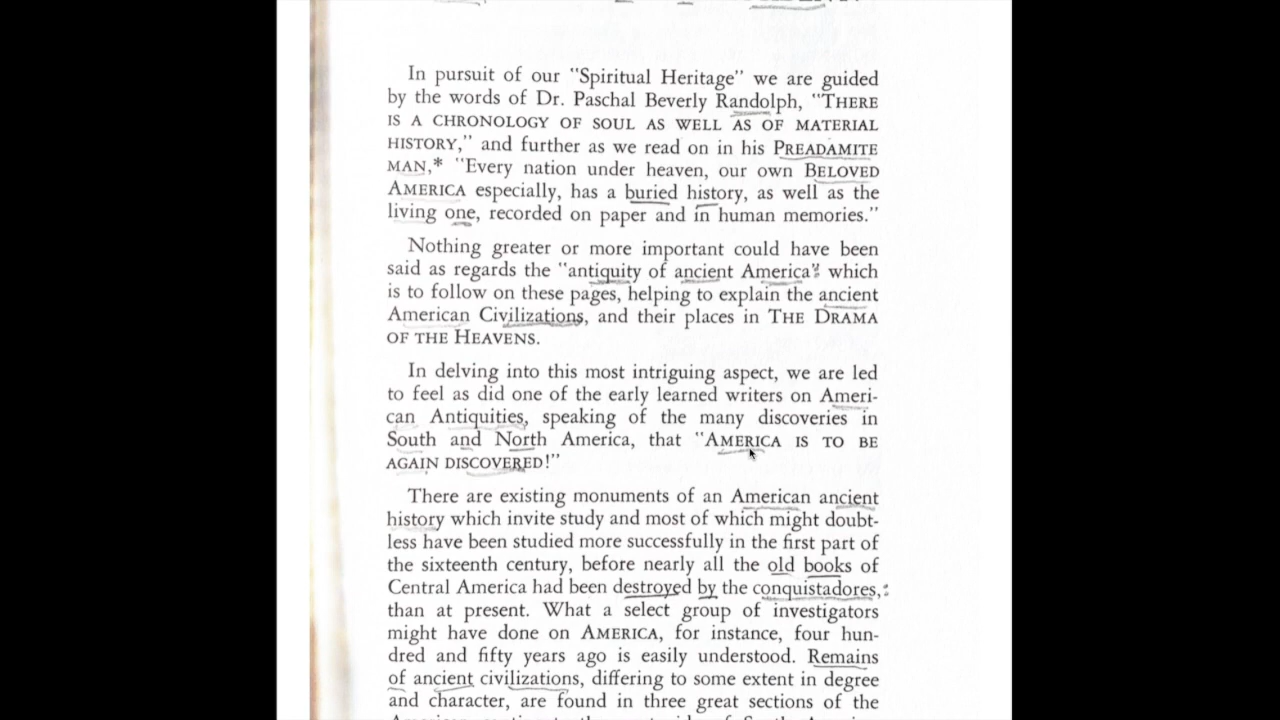 In pursuit of our "Spiritual Heritage" we are guided
by the words of Dr. Paschal Beverly Randolph, "THERE
IS A CHRONOLOGY OF SOUL AS WELL AS OF MATERIAL
HISTORY," and further as we read on in his PREADAMITE
MAN,* "Every nation under heaven, our own BELOVED
AMERICA especially, has a buried history, as well as the
living one, recorded on paper and in human memories."
Nothing greater or more important could have been
said as regards the "antiquity of ancient America" which
is to follow on these pages, helping to explain the ancient
American Civilizations, and their places in THE DRAMA
OF THE HEAVENS.
In delving into this most intriguing aspect, we are led
to feel as did one of the early learned writers on Ameri-
can Antiquities, speaking of the many discoveries in
South and North America, that "AMERICA IS TO BE
AGAIN DISCOVERED!"
There are existing monuments of an American ancient
history which invite study and most of which might doubt-
less have been studied more successfully in the first part of
the sixteenth century, before nearly all the old books of
Central America had been destroyed by the conquistadores,
than at present. What a select group of investigators
might have done on AMERICA, for instance, four hun-
dred and fifty years ago is easily understood. Remains
of ancient civilizations, differing to some extent in degree
and character, are found in three great sections of the